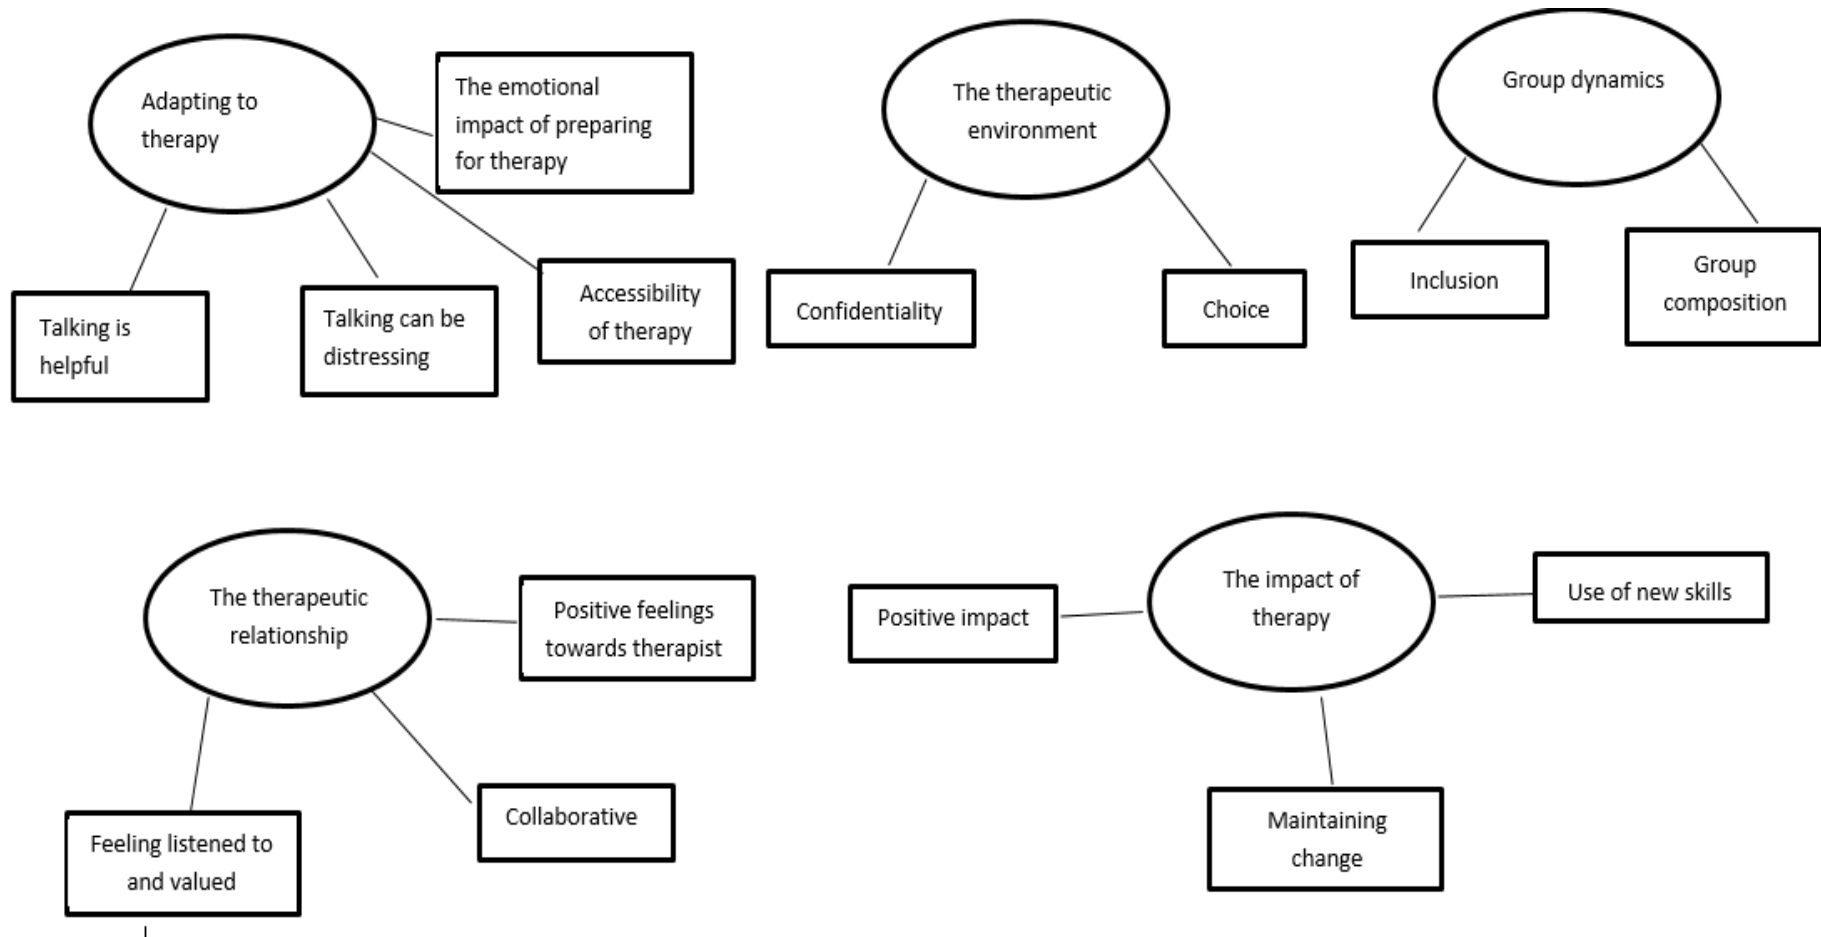 Adapting to
therapy
The emotional
impact of preparing
for therapy
Talking is
helpful
Talking can be
distressing
Accessibility
of therapy
The therapeutic
environment
Confidentiality
Choice
Group dynamics
Inclusion
Group
composition
The therapeutic
relationship
Positive feelings
towards therapist
Feeling listened to
and valued
Collaborative
The impact of
therapy
Positive impact
Use of new skills
Maintaining
change